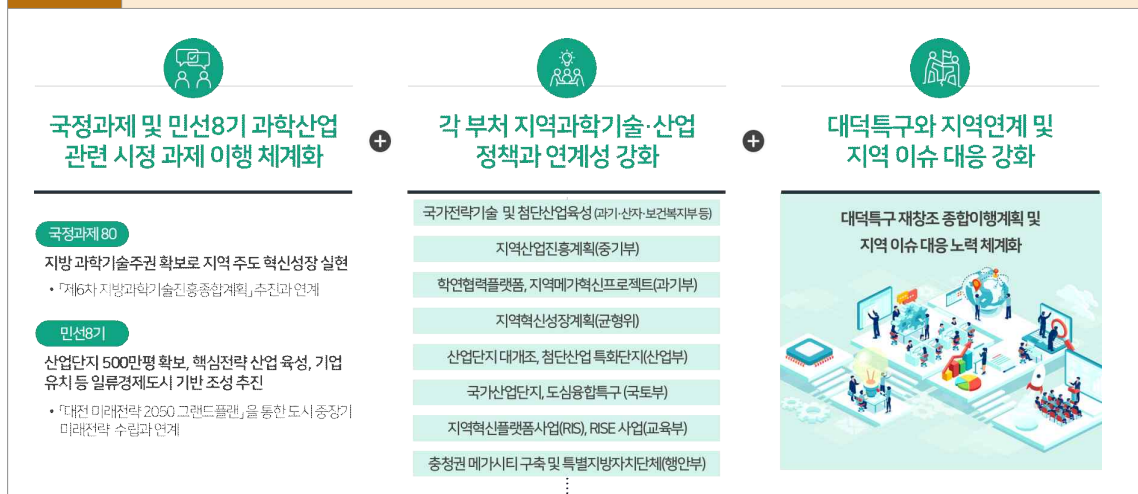 국정과제 및 민선8기 과학산업
관련 시정 과제 이행 체계화
국정과제 80
지방 과학기술주권 확보로 지역 주도 혁신성장 실현
• 「제6차 지방과학기술진흥종합계획」 추진과 연계
민선8기
산업단지 500만평 확보, 핵심전략 산업 육성, 기업
유치 등 일류경제도시 기반 조성 추진
• 「대전 미래전략 2050 그랜드플랜」을 통한 도시 중장기
미래전략 수립과 연계
각 부처 지역과학기술·산업
정책과 연계성 강화
국가전략기술 및 첨단산업육성 (과기·산자·보건복지부 등)
지역산업진흥계획(중기부)
학연협력플랫폼, 지역메가혁신프로젝트(과기부)
지역혁신성장계획(균형위)
산업단지 대개조, 첨단산업 특화단지(산업부)
국가산업단지, 도심융합특구 (국토부)
지역혁신플랫폼사업(RIS), RISE 사업(교육부)
충청권 메가시티 구축 및 특별지방자치단체(행안부)
대덕특구와 지역연계 및
지역 이슈 대응 강화
대덕특구 재창조 종합이행계획 및
지역 이슈 대응 노력 체계화